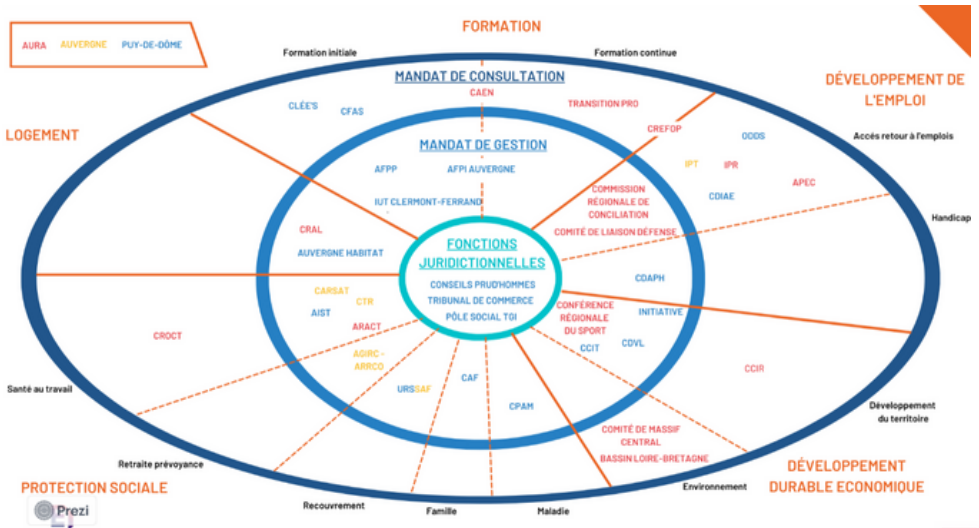 FORMATION
AURA AUVERGNE PUY-DE-DÔME
Formation initiale
Formation continue
MANDAT DE CONSULTATION
DÉVELOPPEMENT DE
L'EMPLOI
CAEN
CLÉE'S
CFAS
TRANSITION PRO
LOGEMENT
CREFOP
ODDS
Accés retour à l'emplois
MANDAT DE GESTION
AFPP
AFPI AUVERGNE
IPT
IPR
APEC
CDIAE
IUT CLERMONT-FERRAND
COMMISSION
RÉGIONALE DE
CONCILIATION
COMITÉ DE LIAISON DÉFENSE
Handicap
CRAL
AUVERGNE HABITAT
FONCTIONS
JURIDICTIONNELLES
CONSEILS PRUD'HOMMES
TRIBUNAL DE COMMERCE
PÔLE SOCIAL TGI
CDAPH
CARSAT
CTR
AIST
ARACT
CONFÉRENCE
RÉGIONALE
DU SPORT
INITIATIVE
CCIT
CDVL
CROCT
AGIRC -
ARRCO
CCIR
CAF
URSSAF
CPAM
Santé au travail
Développement
du territoire
COMITÉ DE MASSIF
CENTRAL
BASSIN LOIRE-BRETAGNE
Retraite prévoyance
PROTECTION SOCIALE
Environnement
DÉVELOPPEMENT
DURABLE ECONOMIQUE
Recouvrement
Famille
Maladie
Prezi